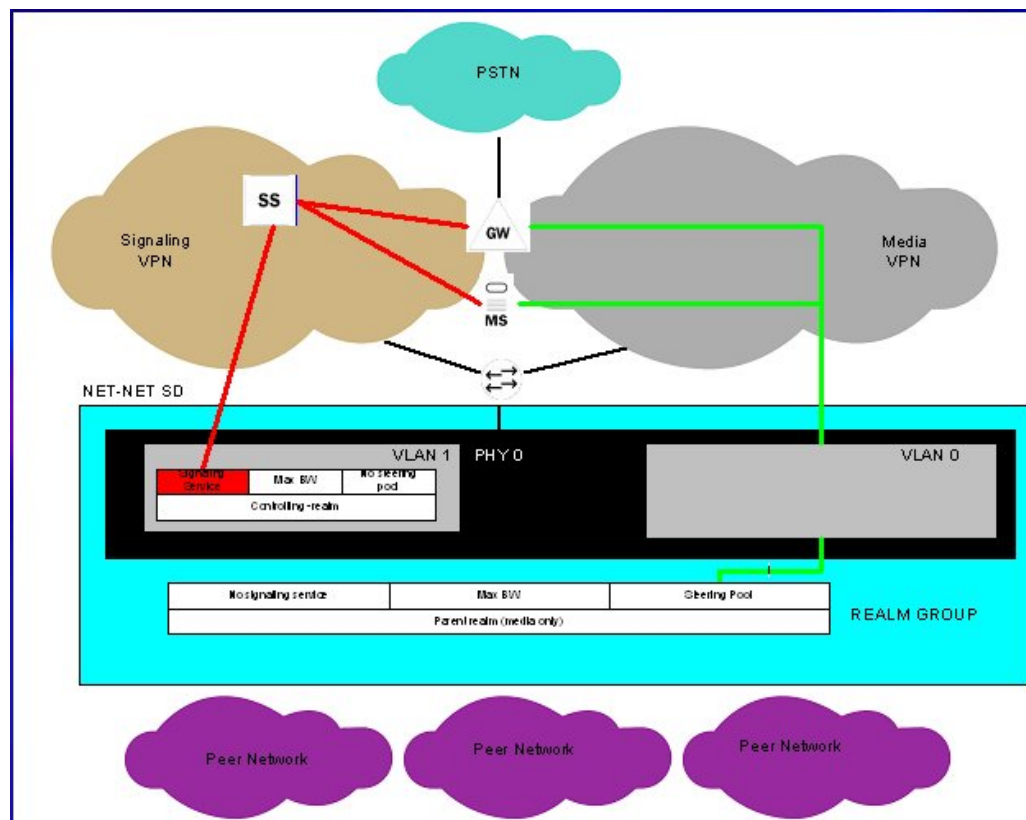 PSTN
SS
Signaling
VPN
GW
Media
VPN
MS
NET-NET SD
VLAN 1
PHY 0
VLAN 0
Signaling
Service
Max BW
No steering
pool
Controlling-realm
No signaling service
Max BW
Steering Pool
Parent realm (media only)
REALM GROUP
Peer Network
Peer Network
Peer Network